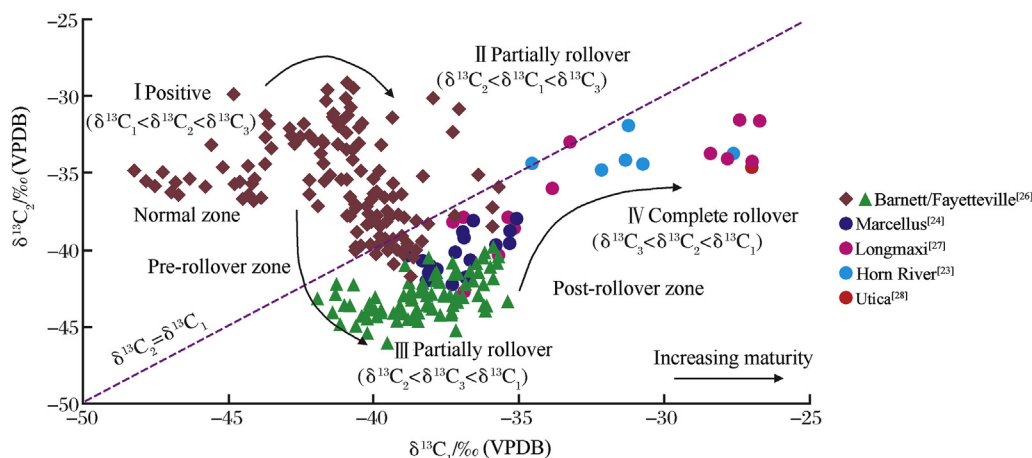 −25
−30
−35
−40
−45
−50
δ¹³C₂/‰ (VPDB)
Ⅰ Positive
(δ¹³C₁<δ¹³C₂<δ¹³C₃)
Ⅱ Partially rollover
(δ¹³C₂<δ¹³C₁<δ¹³C₃)
Normal zone
Pre-rollover zone
Ⅳ Complete rollover
(δ¹³C₃<δ¹³C₂<δ¹³C₁)
Post-rollover zone
δ¹³C₂=δ¹³C₁
Ⅲ Partially rollover
(δ¹³C₂<δ¹³C₃<δ¹³C₁)
Increasing maturity
−50 −45 −40 −35 −30 −25
δ¹³C₁/‰ (VPDB)
Barnett/Fayetteville[26]
Marcellus[24]
Longmaxi[27]
Horn River[23]
Utica[28]